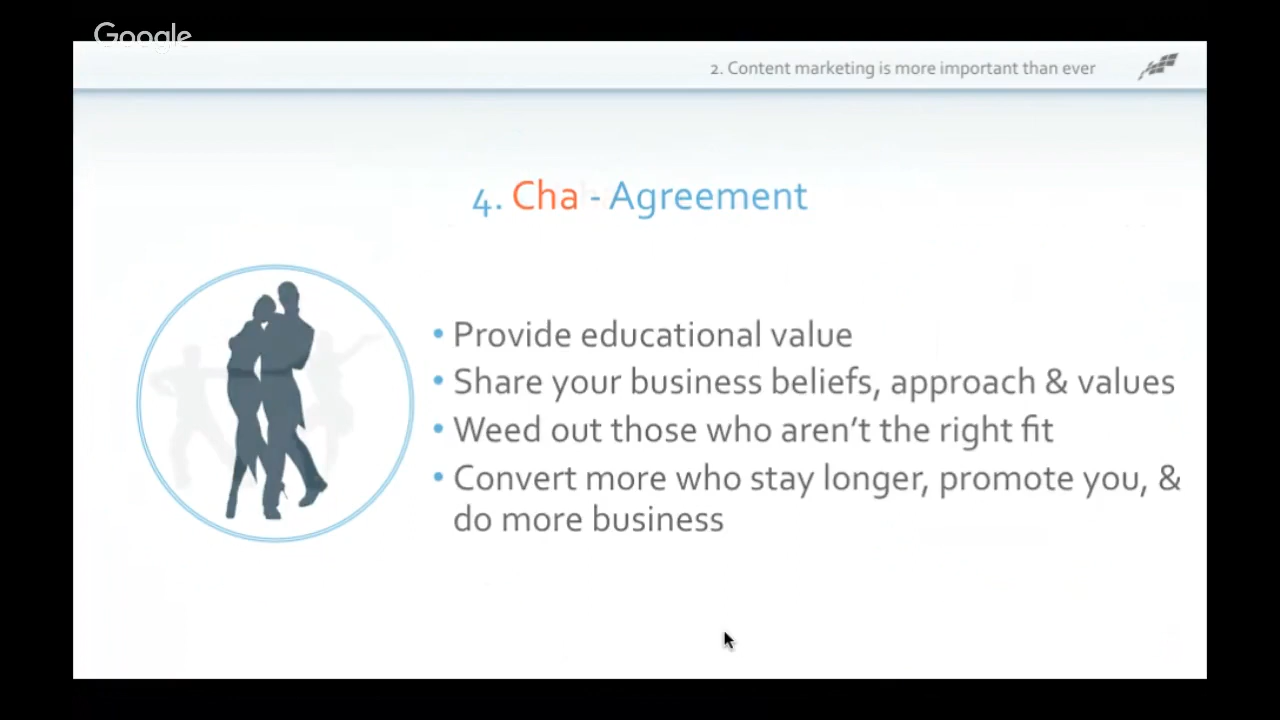 Google
2. Content marketing is more important than ever
4. Cha - Agreement
• Provide educational value
• Share your business beliefs, approach & values
• Weed out those who aren't the right fit
• Convert more who stay longer, promote you, &
do more business